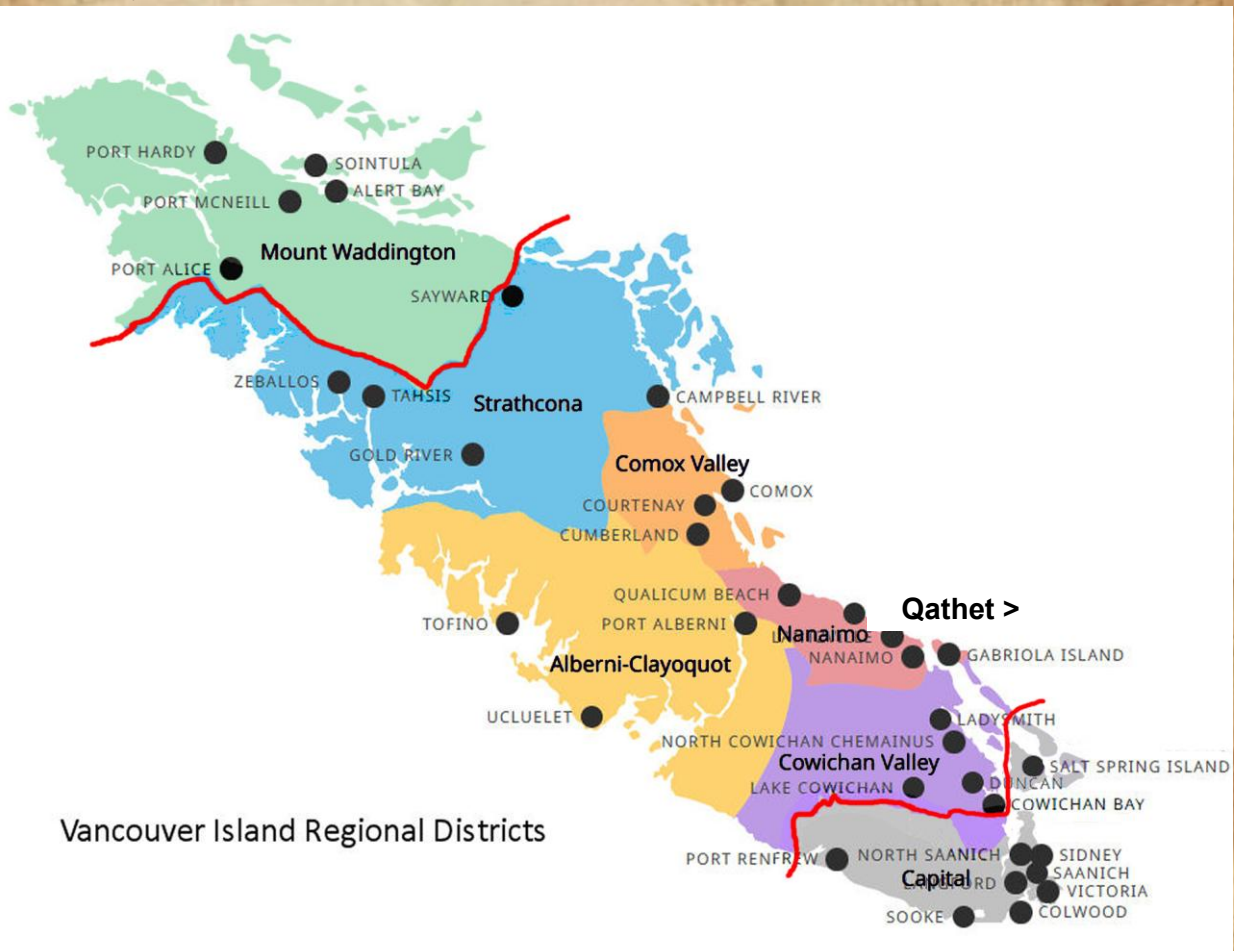 PORT HARDY
SOINTULA
ALERT BAY
PORT MCNEILL
Mount Waddington
PORT ALICE
SAYWARD
ZEBALLOS
TAHSIS
Strathcona
CAMPBELL RIVER
GOLD RIVER
Comox Valley
COMOX
COURTENAY
CUMBERLAND
QUALICUM BEACH
Qathet >
TOFINO
PORT ALBERNI
Nanaimo
NANAIMO
GABRIOLA ISLAND
Alberni-Clayoquot
UCLUELET
LADYSMITH
NORTH COWICHAN CHEMAINUS
Cowichan Valley
SALT SPRING ISLAND
LAKE COWICHAN
DUNCAN
COWICHAN BAY
Vancouver Island Regional Districts
PORT RENFREW
NORTH SAANICH
SIDNEY
SAANICH
Capital
LANGFORD
VICTORIA
SOOKE
COLWOOD